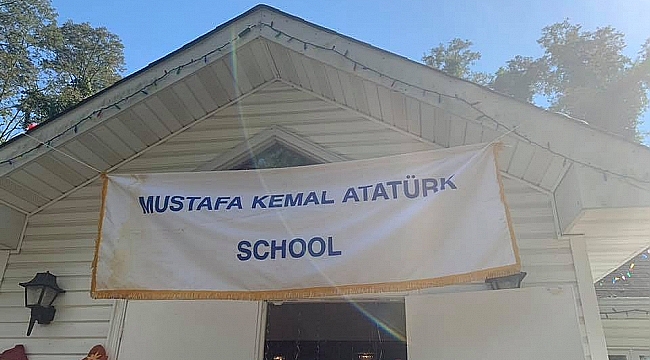 MUSTAFA KEMAL ATATÜRK
SCHOOL